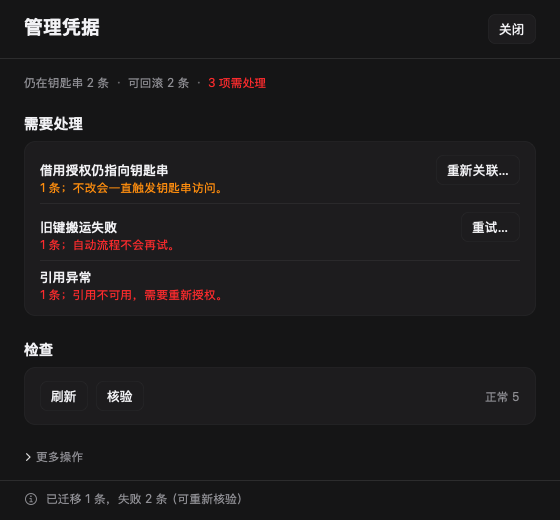 管理凭据
关闭
仍在钥匙串 2 条 · 可回滚 2 条 · 3 项需处理
需要处理
借用授权仍指向钥匙串
重新关联...
1 条；不改会一直触发钥匙串访问。
旧键搬运失败
重试...
1 条；自动流程不会再试。
引用异常
1 条；引用不可用，需要重新授权。
检查
刷新 核验 正常 5
更多操作
已迁移 1 条，失败 2 条（可重新核验）